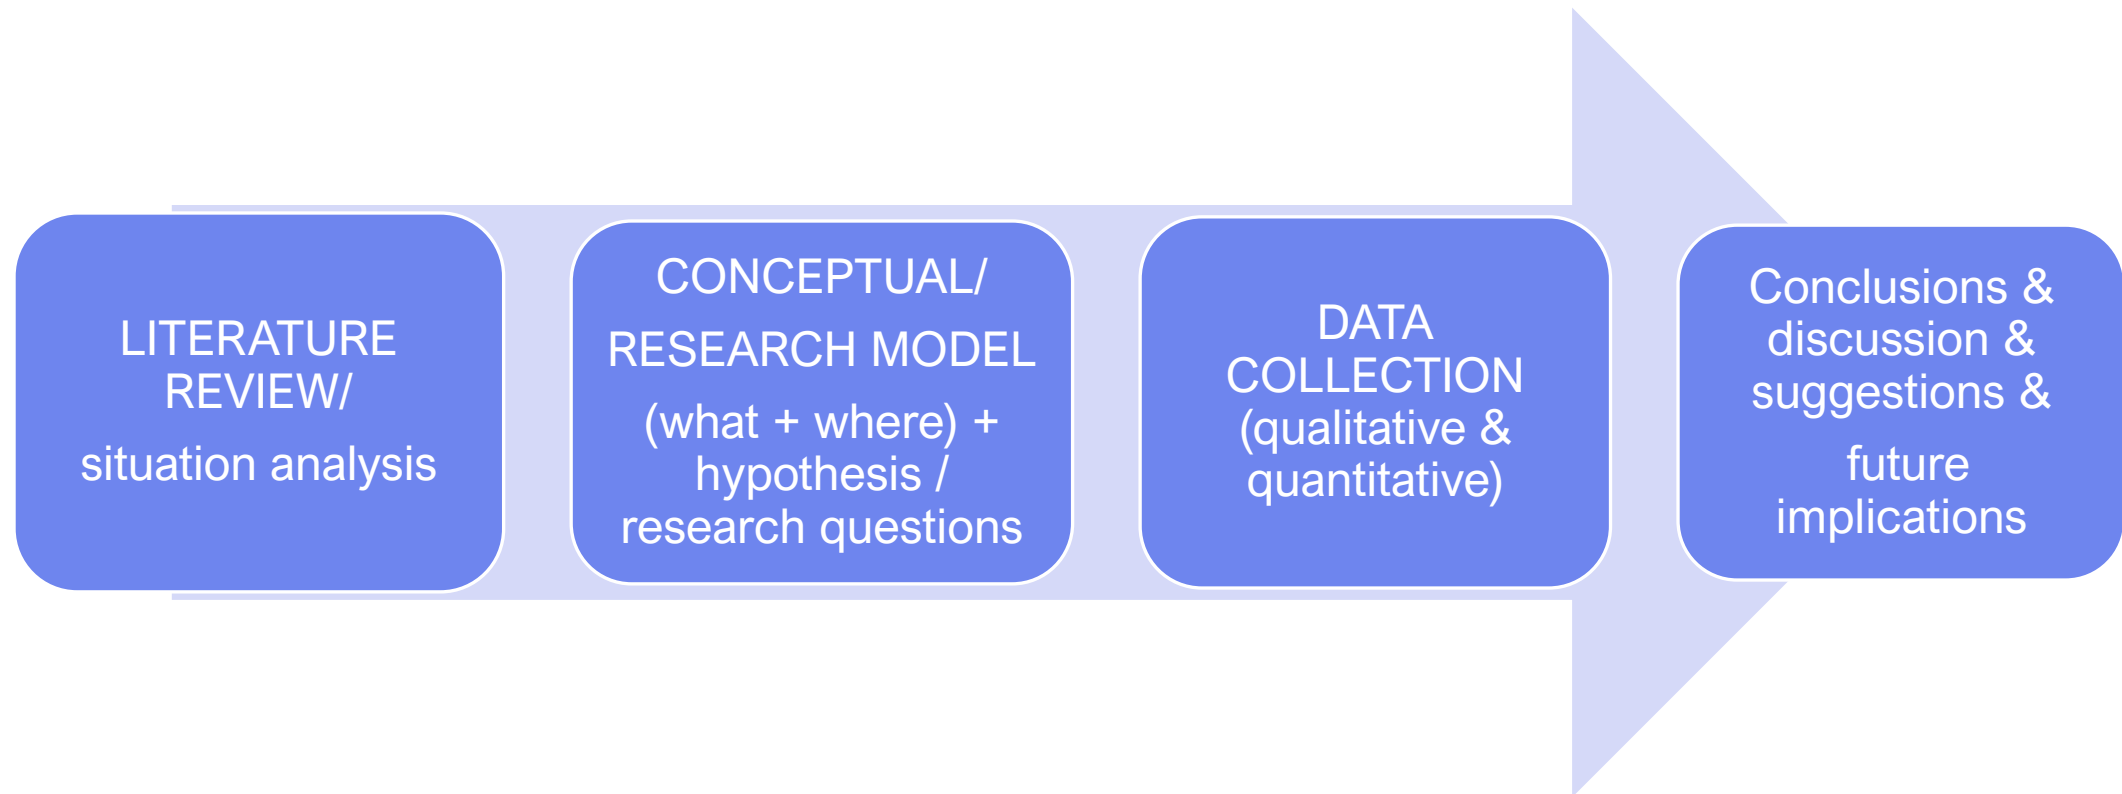 LITERATURE
REVIEW/
situation analysis
CONCEPTUAL/
RESEARCH MODEL
(what + where) +
hypothesis /
research questions
DATA
COLLECTION
(qualitative &
quantitative)
Conclusions &
discussion &
suggestions &
future
implications